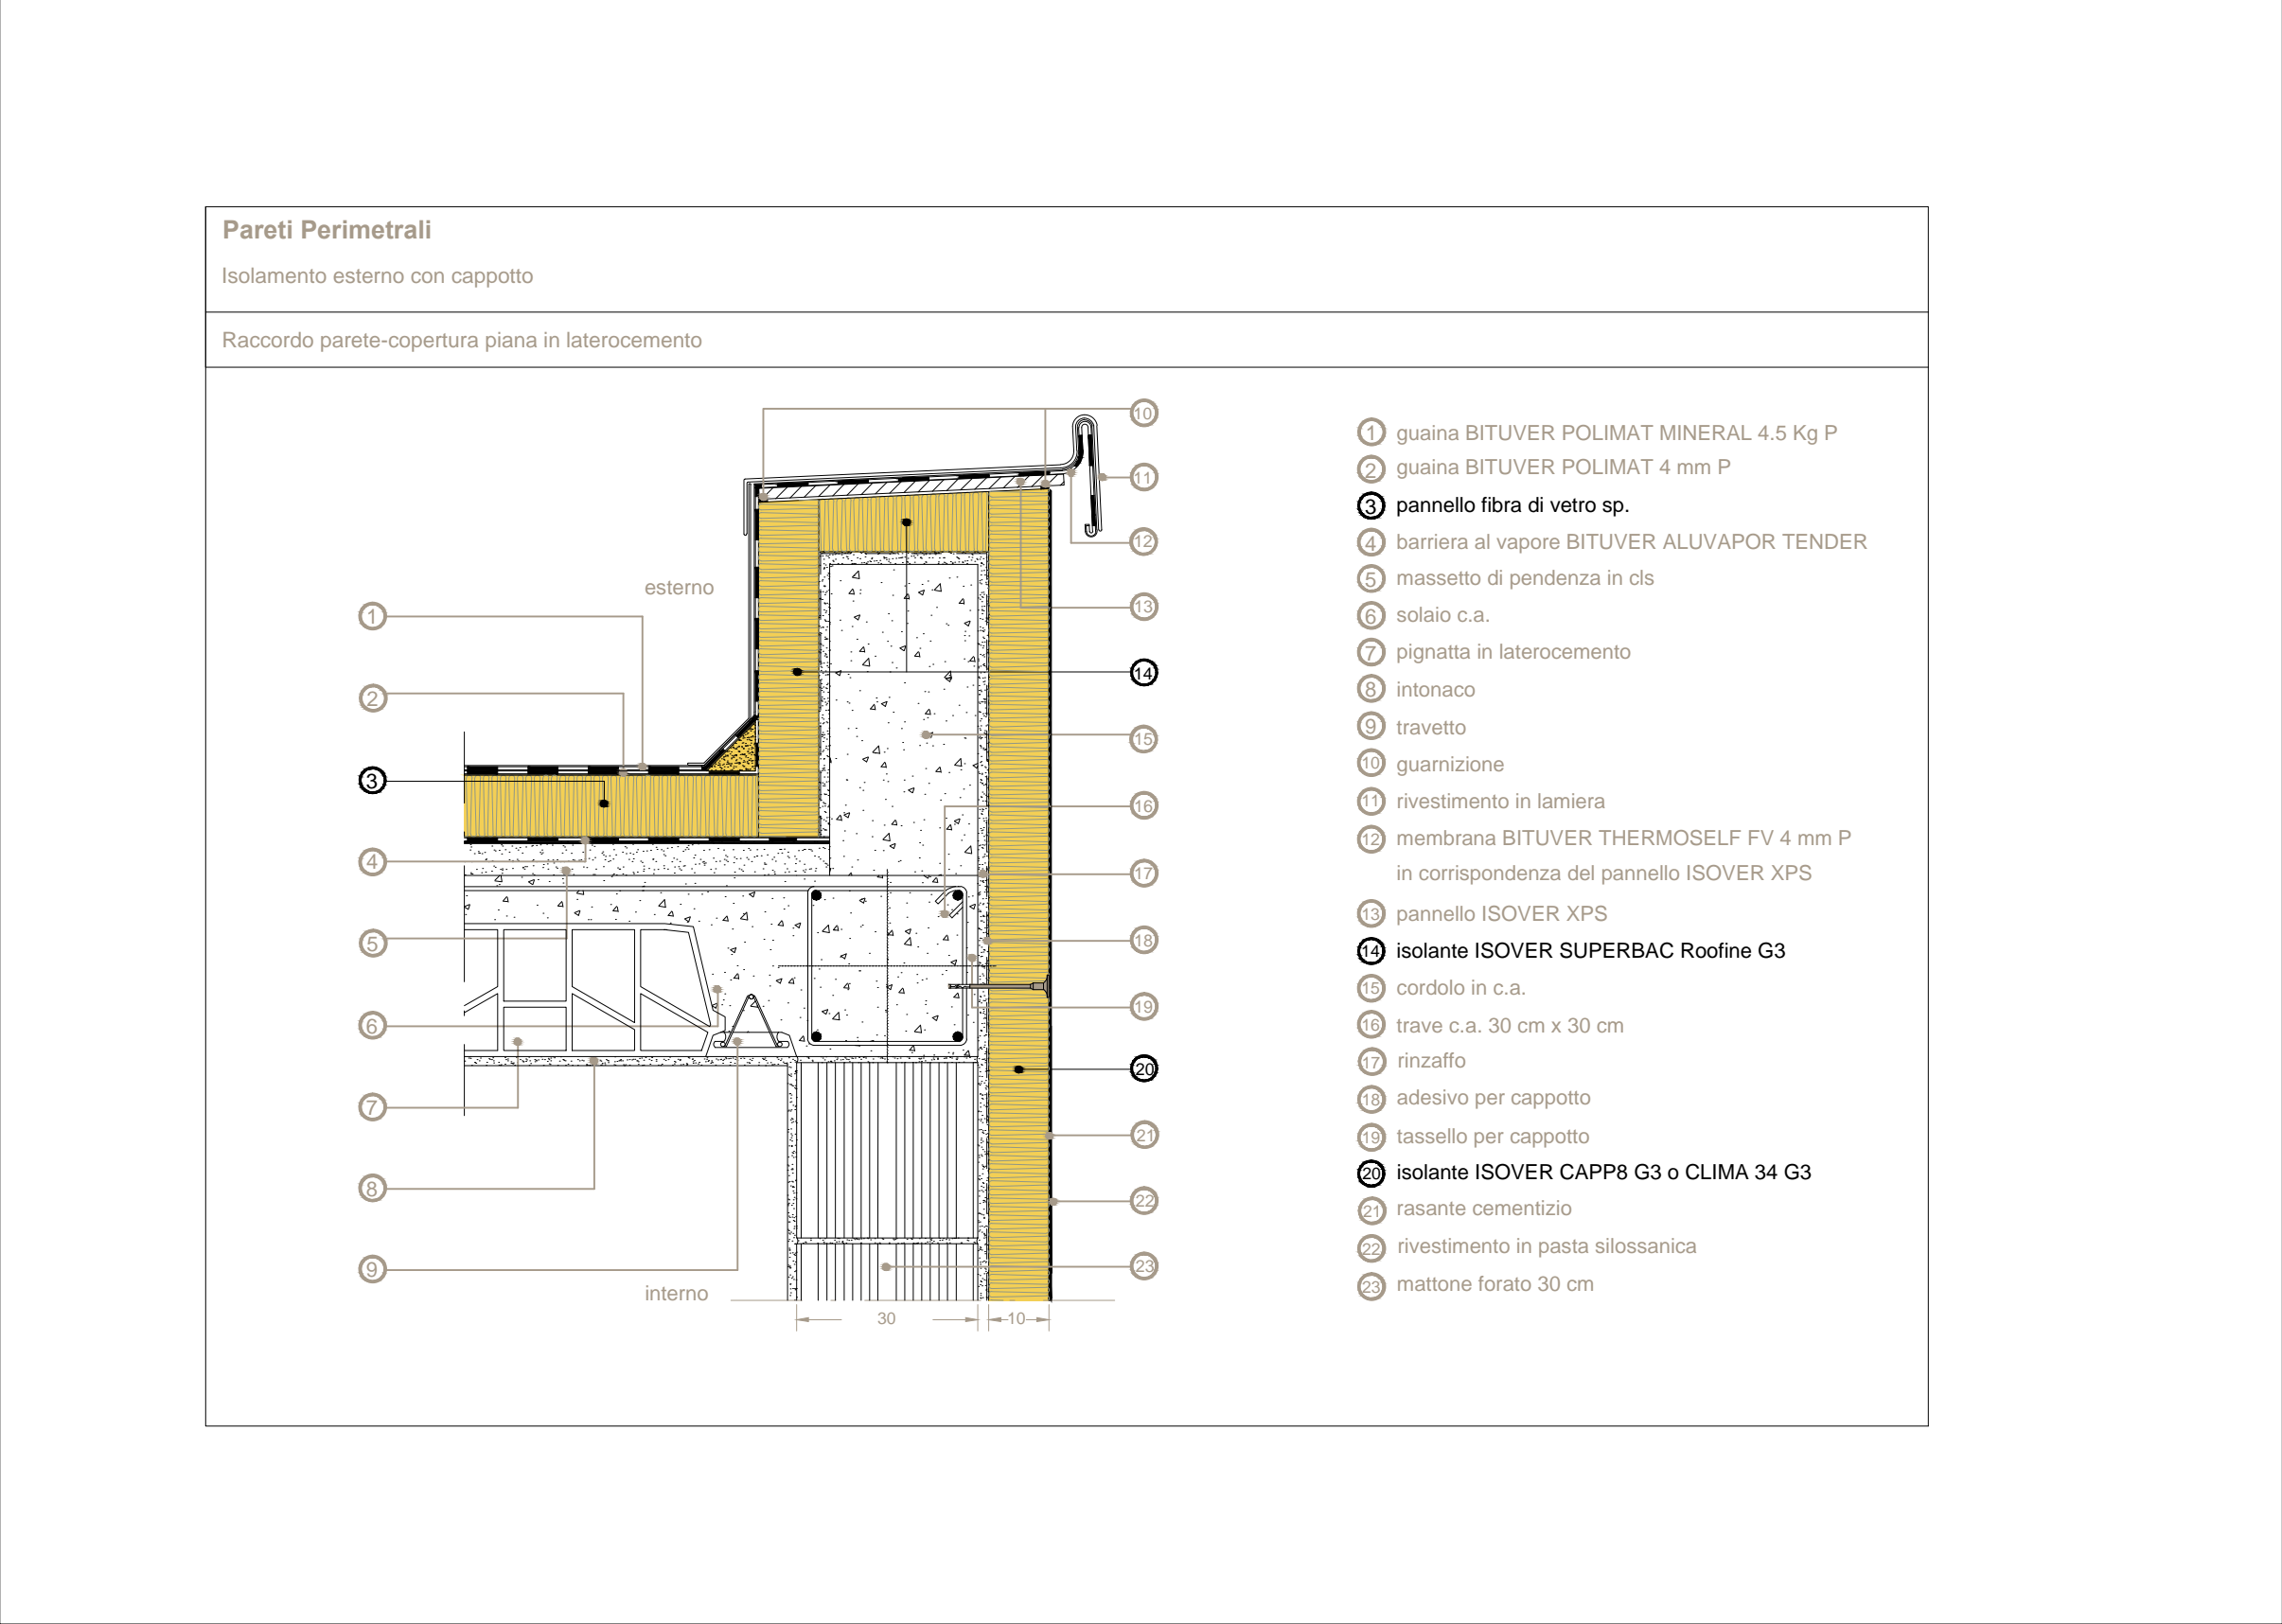 Pareti Perimetrali
Isolamento esterno con cappotto
Raccordo parete-copertura piana in laterocemento
esterno
1
2
3
4
5
6
7
8
9
10
11
12
13
14
15
16
17
18
19
20
21
22
23
interno
30
10
1 guaina BITUVER POLIMAT MINERAL 4.5 Kg P
2 guaina BITUVER POLIMAT 4 mm P
3 pannello fibra di vetro sp.
4 barriera al vapore BITUVER ALUVAPOR TENDER
5 massetto di pendenza in cls
6 solaio c.a.
7 pignatta in laterocemento
8 intonaco
9 travetto
10 guarnizione
11 rivestimento in lamiera
12 membrana BITUVER THERMOSELF FV 4 mm P
in corrispondenza del pannello ISOVER XPS
13 pannello ISOVER XPS
14 isolante ISOVER SUPERBAC Roofine G3
15 cordolo in c.a.
16 trave c.a. 30 cm x 30 cm
17 rinzaffo
18 adesivo per cappotto
19 tassello per cappotto
20 isolante ISOVER CAPP8 G3 o CLIMA 34 G3
21 rasante cementizio
22 rivestimento in pasta silossanica
23 mattone forato 30 cm